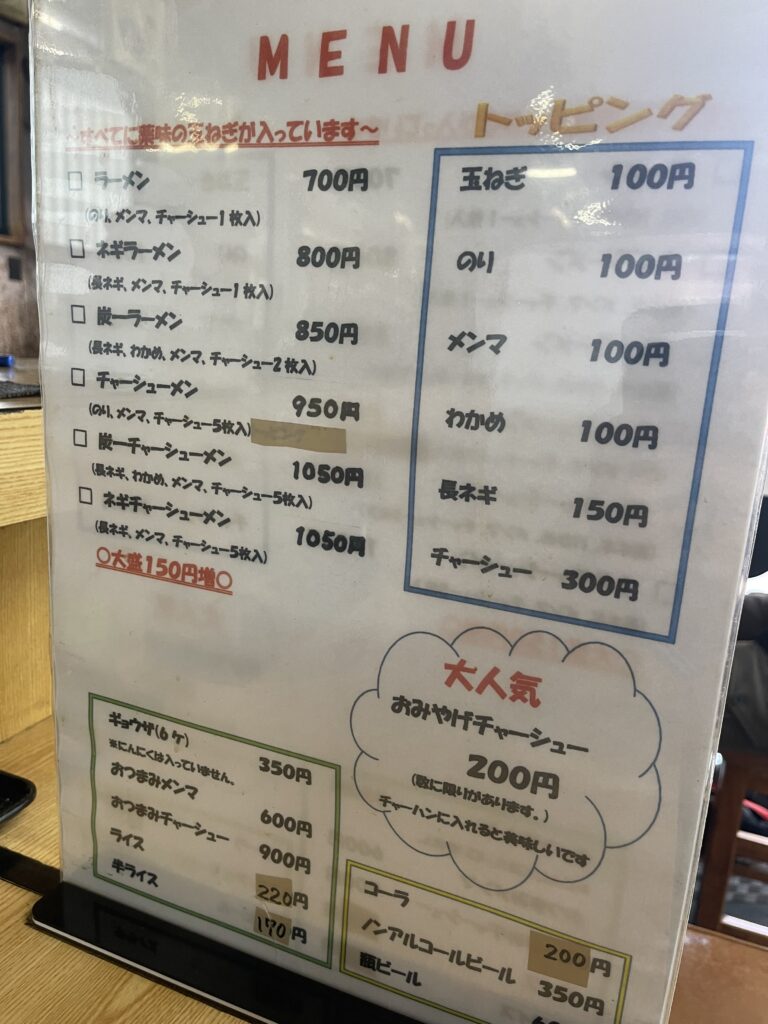 MENU
～すべてに薬味の玉ねぎが入っています～
□ ラーメン 700円
(のり、メンマ、チャーシュー1枚入)
□ ネギラーメン 800円
(長ネギ、メンマ、チャーシュー1枚入)
□ 炭一ラーメン 850円
(長ネギ、わかめ、メンマ、チャーシュー2枚入)
□ チャーシューメン 950円
(のり、メンマ、チャーシュー5枚入)
□ 炭一チャーシューメン 1050円
(長ネギ、わかめ、メンマ、チャーシュー5枚入)
□ ネギチャーシューメン 1050円
(長ネギ、メンマ、チャーシュー5枚入)
○大盛150円増○
トッピング
玉ねぎ 100円
のり 100円
メンマ 100円
わかめ 100円
長ネギ 150円
チャーシュー 300円
大人気
おみやげチャーシュー
200円
(数に限りがあります。)
チャーハンに入れると美味しいです
ギョウザ(6ケ) 350円
※にんにくは入っていません。
おつまみメンマ 600円
おつまみチャーシュー 900円
ライス 220円
半ライス 170円
コーラ 200円
ノンアルコールビール 350円
瓶ビール